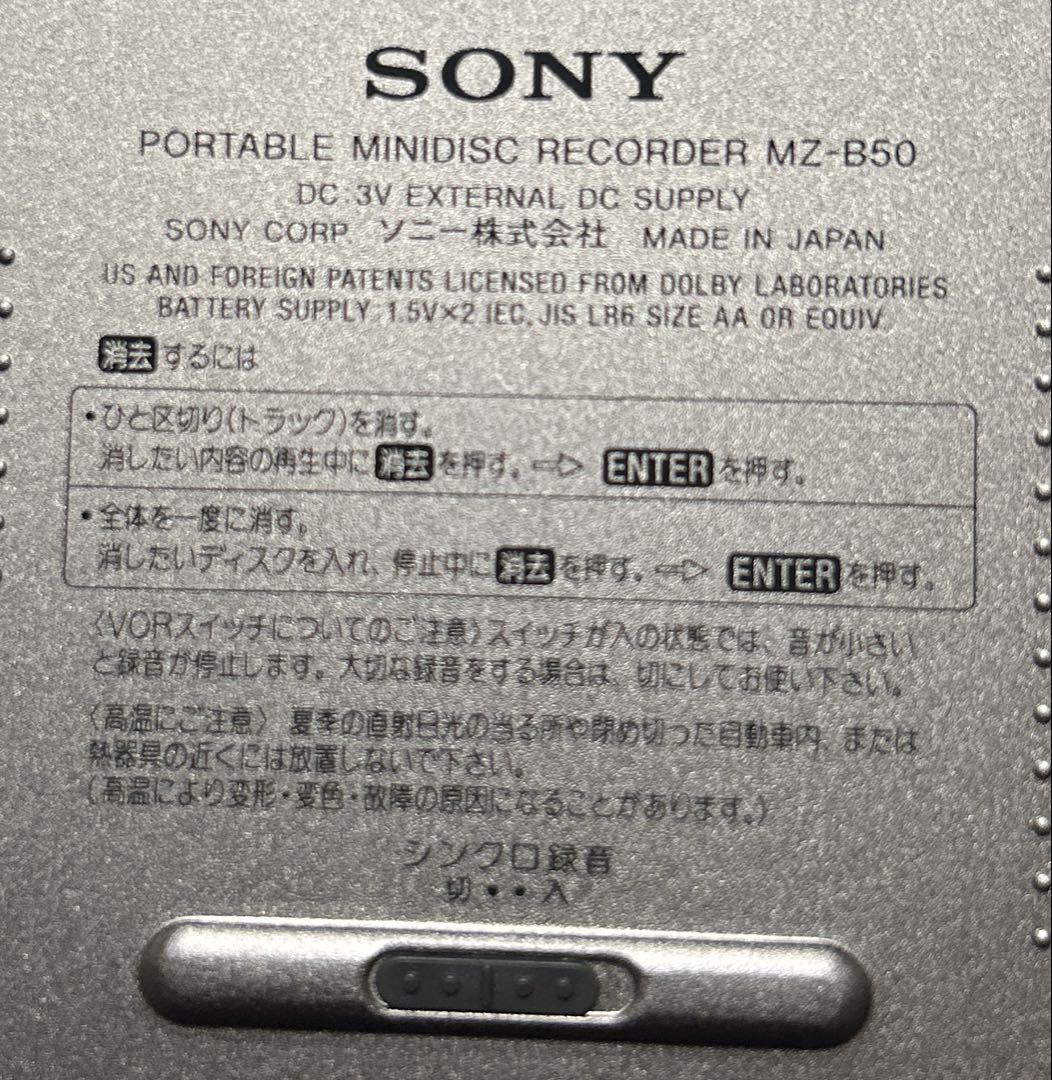 SONY
PORTABLE MINIDISC RECORDER MZ-B50
DC 3V EXTERNAL DC SUPPLY
SONY CORP. ソニー株式会社 MADE IN JAPAN
US AND FOREIGN PATENTS LICENSED FROM DOLBY LABORATORIES
BATTERY SUPPLY 1.5V×2 IEC, JIS LR6 SIZE AA OR EQUIV.
消去するには
•ひと区切り(トラック)を消す。
消したい内容の再生中に消去を押す。⇨ ENTERを押す。
•全体を一度に消す。
消したいディスクを入れ、停止中に消去を押す。⇨ ENTERを押す。
〈VORスイッチについてのご注意〉スイッチが入の状態では、音が小さい
と録音が停止します。大切な録音をする場合は、切にしてお使い下さい。
〈高温にご注意〉 夏季の直射日光の当る所や閉め切った自動車内、または
熱器具の近くには放置しないで下さい。
(高温により変形・変色・故障の原因になることがあります。)
シンクロ録音
切 • • 入